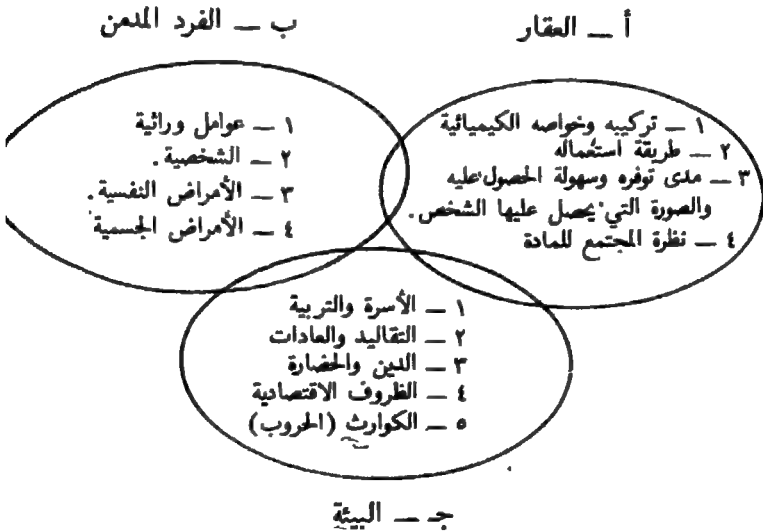 أ ــ العقار
١ ــ تركيبه وخواصه الكيميائية
٢ ــ طريقة استعماله
٣ ــ مدى توفره وسهولة الحصول عليه
والصورة التي يحصل عليها الشخص.
٤ ــ نظرة المجتمع للمادة
ب ــ الفرد المدمن
١ ــ عوامل وراثية
٢ ــ الشخصية.
٣ ــ الأمراض النفسية.
٤ ــ الأمراض الجسمية
١ ــ الأسرة والتربية
٢ ــ التقاليد والعادات
٣ ــ الدين والحضارة
٤ ــ الظروف الاقتصادية
٥ ــ الكوارث (الحروب)
جـ ــ البيئة